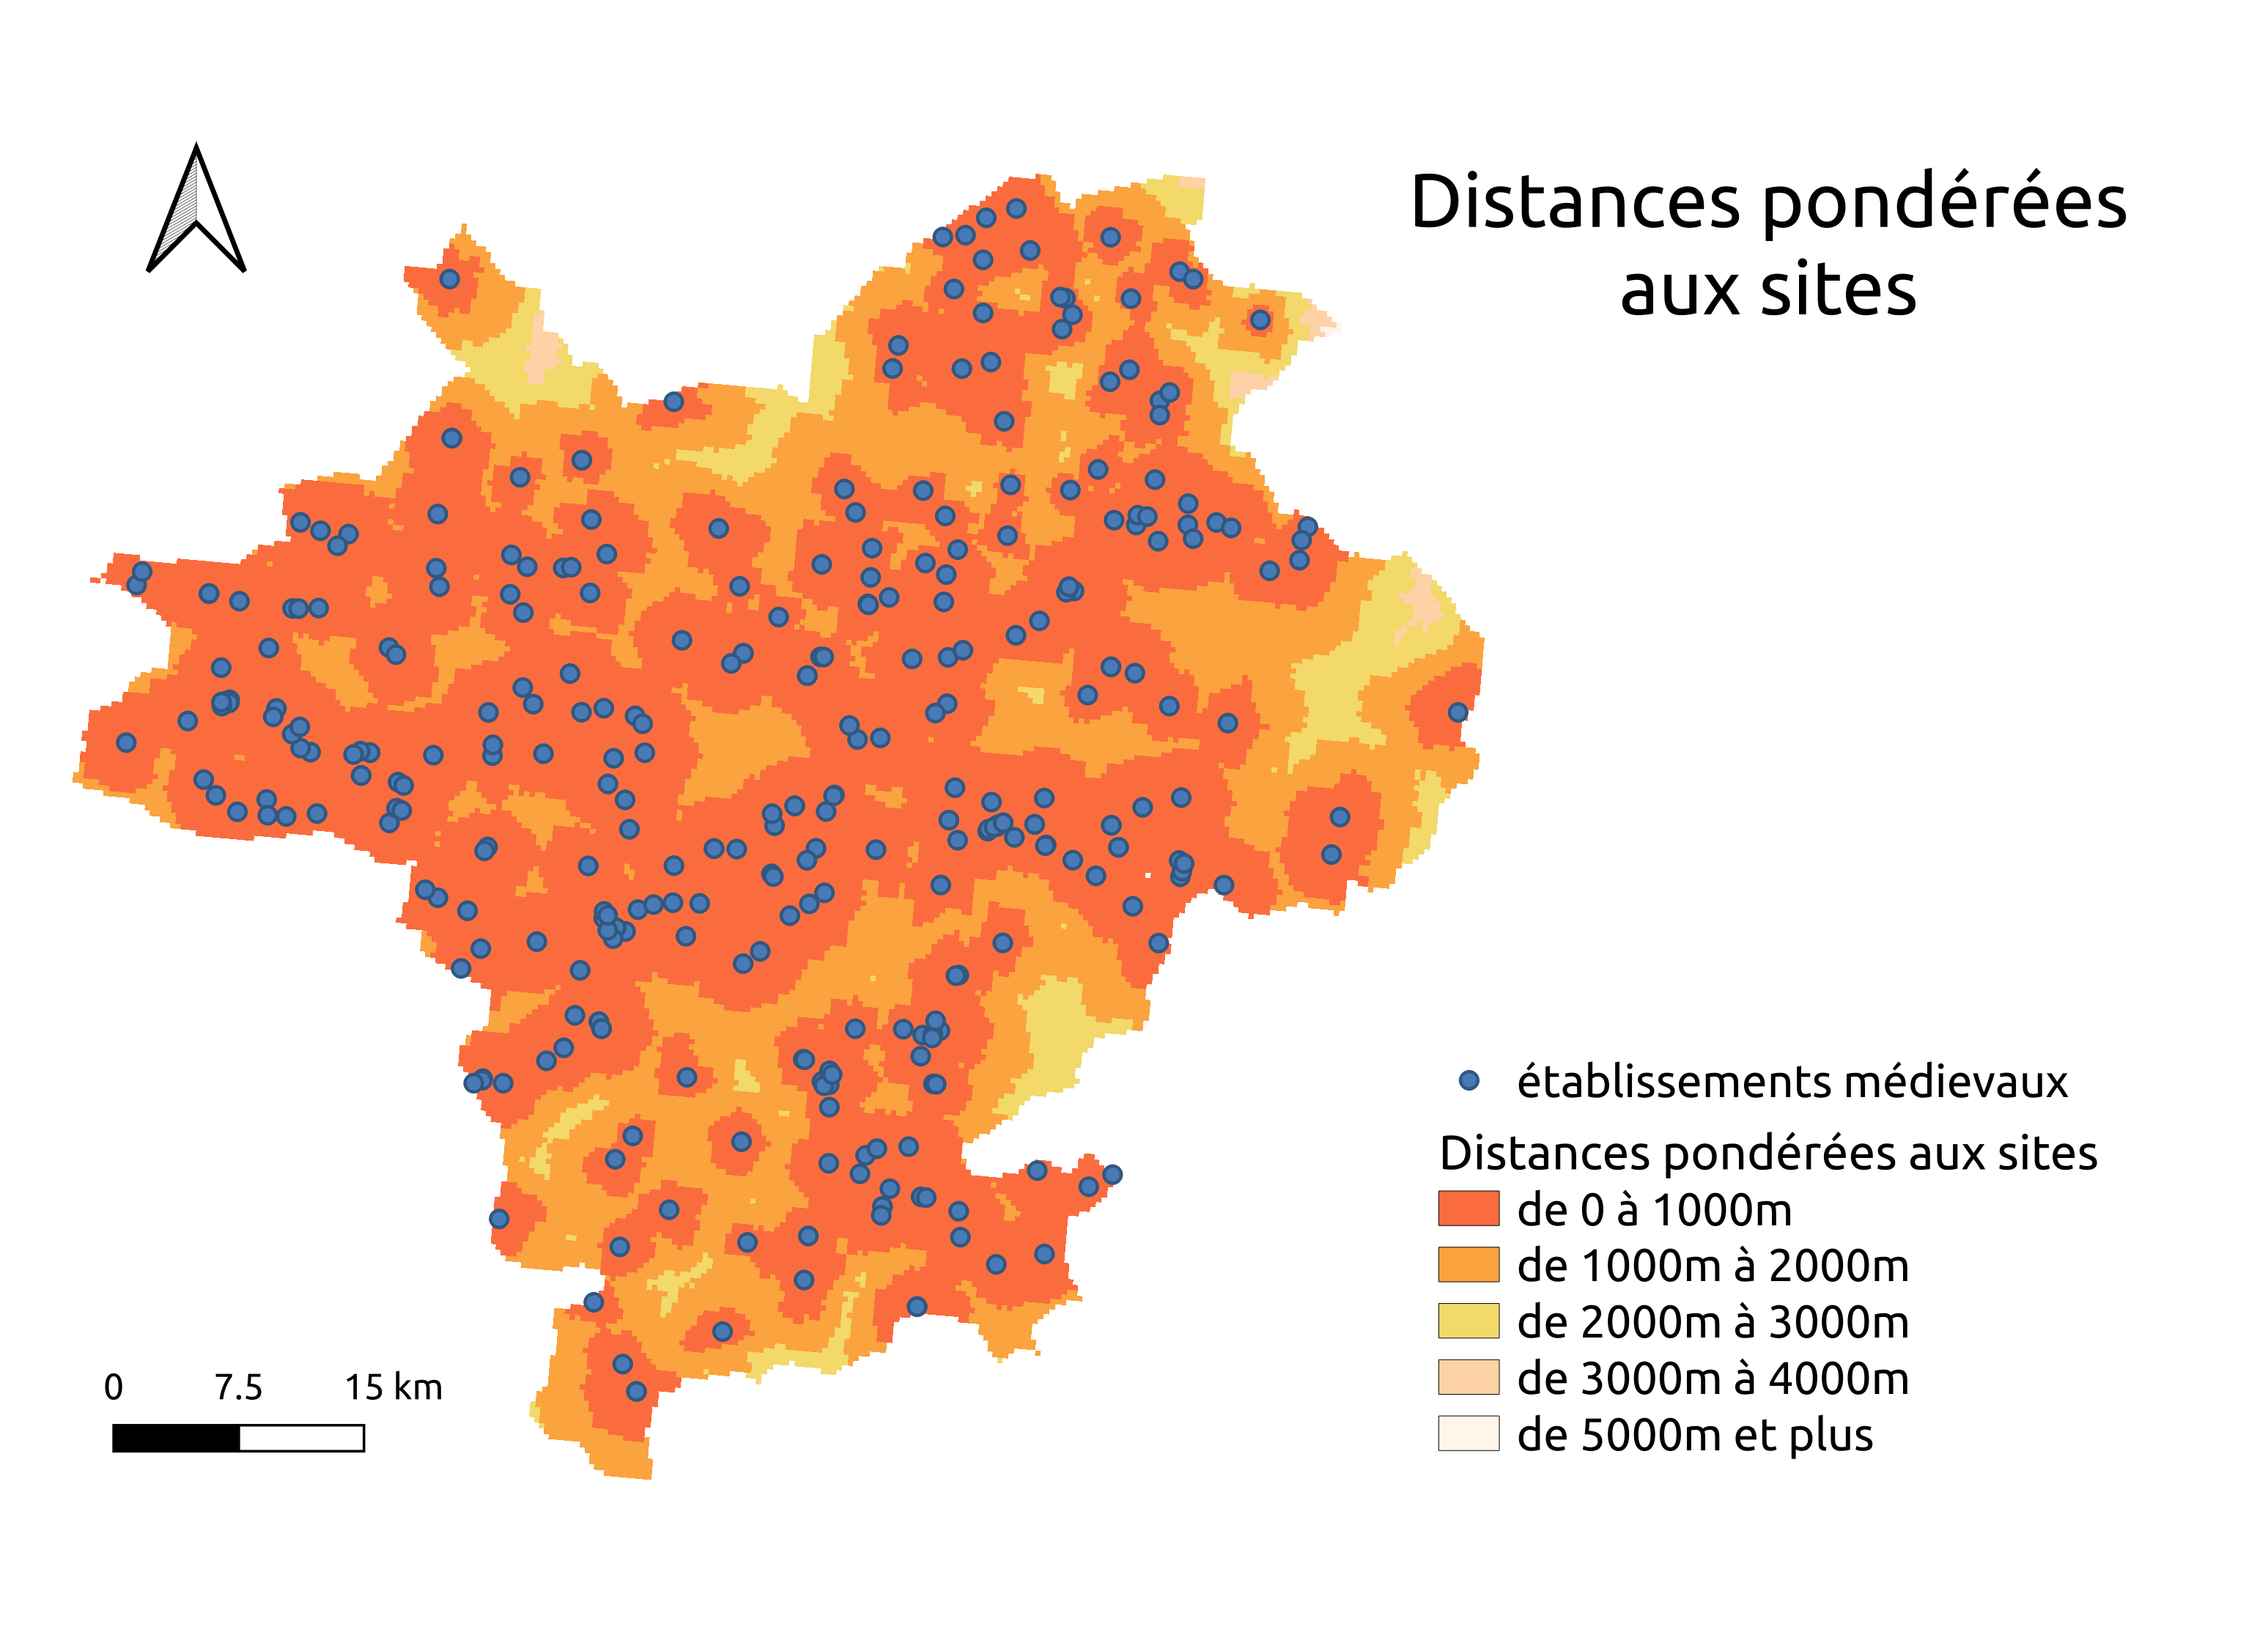 Distances pondérées
aux sites
établissements médievaux
Distances pondérées aux sites
de 0 à 1000m
de 1000m à 2000m
de 2000m à 3000m
de 3000m à 4000m
de 5000m et plus
0 7.5 15 km